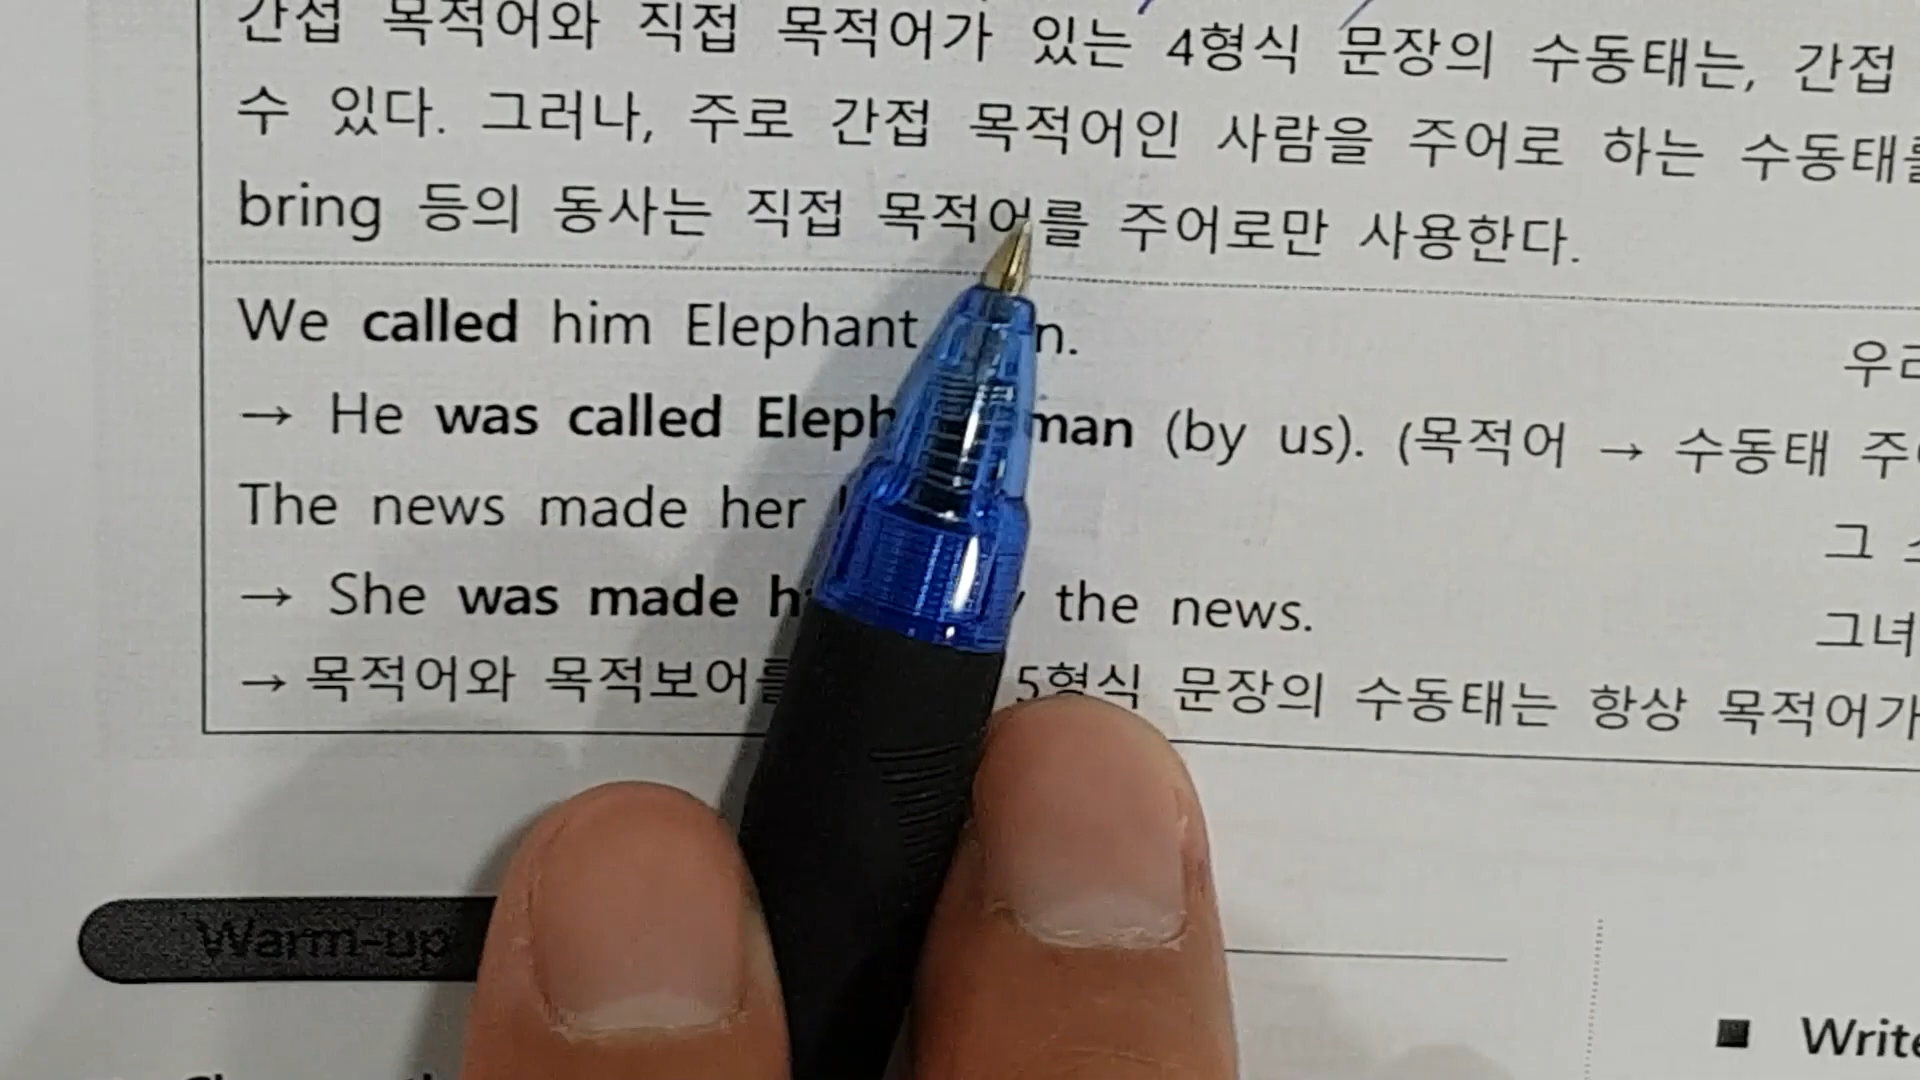 간접 목적어와 직접 목적어가 있는 4형식 문장의 수동태는, 간접
수 있다. 그러나, 주로 간접 목적어인 사람을 주어로 하는 수동태를
bring 등의 동사는 직접 목적어를 주어로만 사용한다.
We called him Elephant
→ He was called man (by us). (목적어 → 수동태
The news made her
→ She was made the news.
→ 목적어와 목적보어를 5형식 문장의 수동태는 항상 목적어가
Warm-up
■